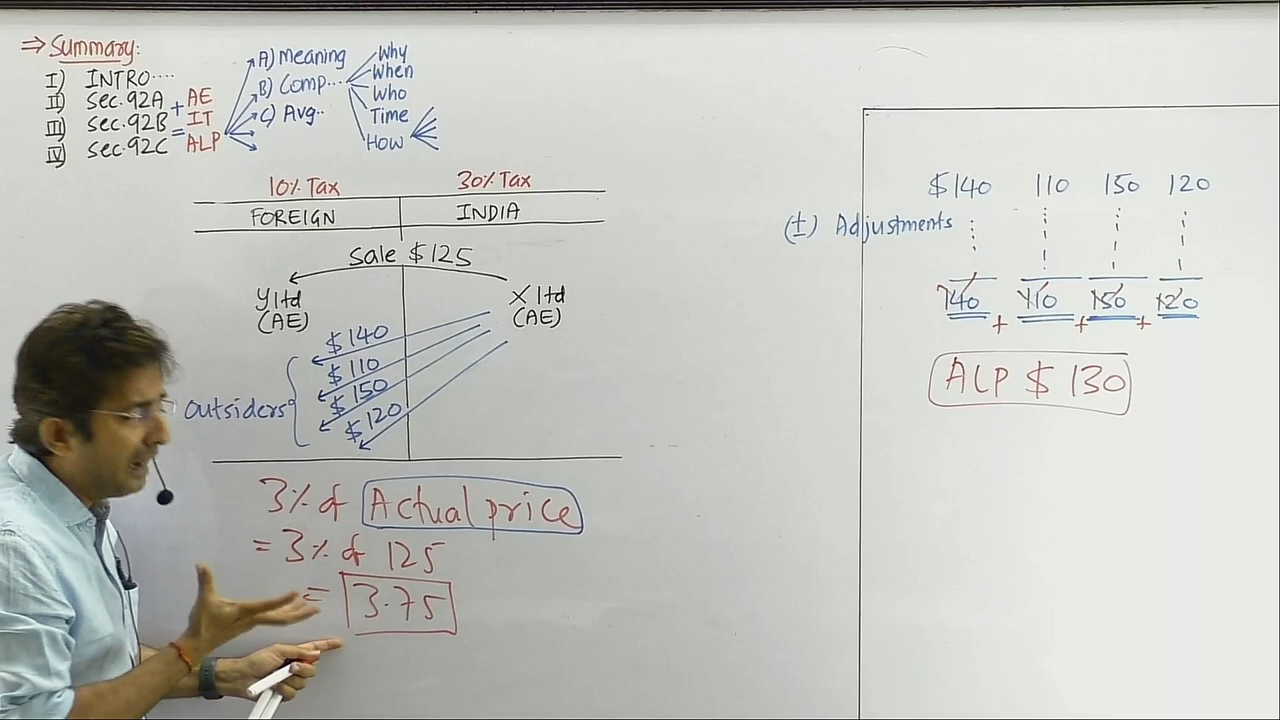 ⇒ Summary:
I) INTRO....
II) sec.92A + AE
III) sec.92B = IT
IV) sec.92C ALP
A) Meaning
B) Comp...
C) Avg..
Why
When
Who
Time
How
10% Tax 30% Tax
FOREIGN INDIA
Sale $125
Y ltd X ltd
(AE) (AE)
$140
$110
$150
$120
outsiders
3% of Actual price
= 3% of 125
= 3.75
$140 110 150 120
(±) Adjustments
140 + 110 + 150 + 120
ALP $ 130